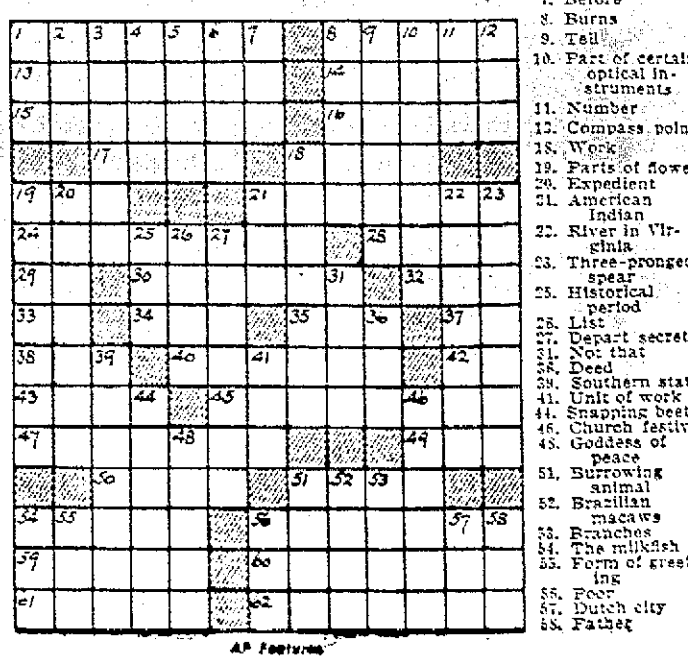 1 2 3 4 5 6 7 8 9 10 11 12
13 14
15 16
17 18
19 20 21 22 23
24 25 26 27 28
29 30 31 32
33 34 35 36 37
38 39 40 41 42
43 44 45 46
47 48 49
50 51 52 53
54 55 56 57 58
59 60
61 62
AP Features
7. Before
8. Burns
9. Tell
10. Part of certain
optical in-
struments
11. Number
12. Compass poin
18. Work
19. Parts of flowe
20. Expedient
21. American
Indian
22. River in Vir-
ginia
23. Three-pronged
spear
25. Historical
period
26. List
27. Depart secret
31. Not that
36. Deed
39. Southern stat
41. Unit of work
44. Snapping beet
46. Church festiv
48. Goddess of
peace
51. Burrowing
animal
52. Brazilian
macaws
53. Branches
54. The milkfish
55. Form of greet
ing
56. Poor
57. Dutch city
58. Father